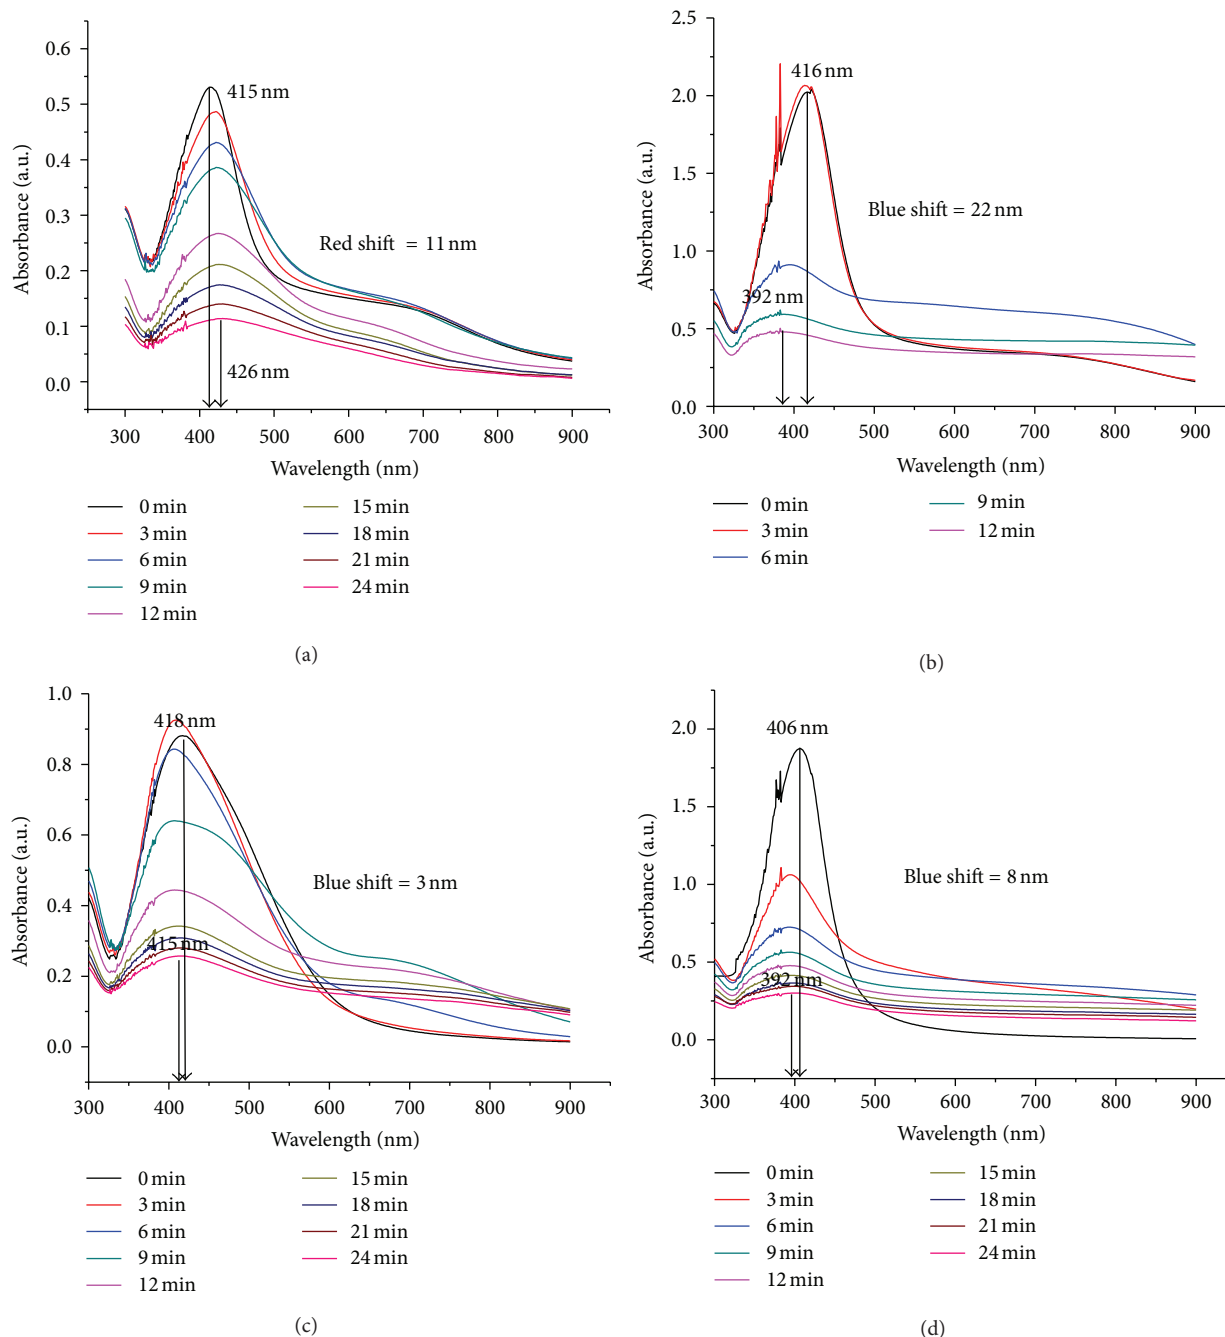 0.6
0.5
0.4
0.3
0.2
0.1
0.0
Absorbance (a.u.)
415 nm
Red shift = 11 nm
426 nm
300 400 500 600 700 800 900
Wavelength (nm)
0 min 15 min
3 min 18 min
6 min 21 min
9 min 24 min
12 min
(a)
2.5
2.0
1.5
1.0
0.5
0.0
Absorbance (a.u.)
416 nm
Blue shift = 22 nm
392 nm
300 400 500 600 700 800 900
Wavelength (nm)
0 min 9 min
3 min 12 min
6 min
(b)
1.0
0.8
0.6
0.4
0.2
0.0
Absorbance (a.u.)
418 nm
Blue shift = 3 nm
415 nm
300 400 500 600 700 800 900
Wavelength (nm)
0 min 15 min
3 min 18 min
6 min 21 min
9 min 24 min
12 min
(c)
2.0
1.5
1.0
0.5
0.0
Absorbance (a.u.)
406 nm
Blue shift = 8 nm
392 nm
300 400 500 600 700 800 900
Wavelength (nm)
0 min 15 min
3 min 18 min
6 min 21 min
9 min 24 min
12 min
(d)